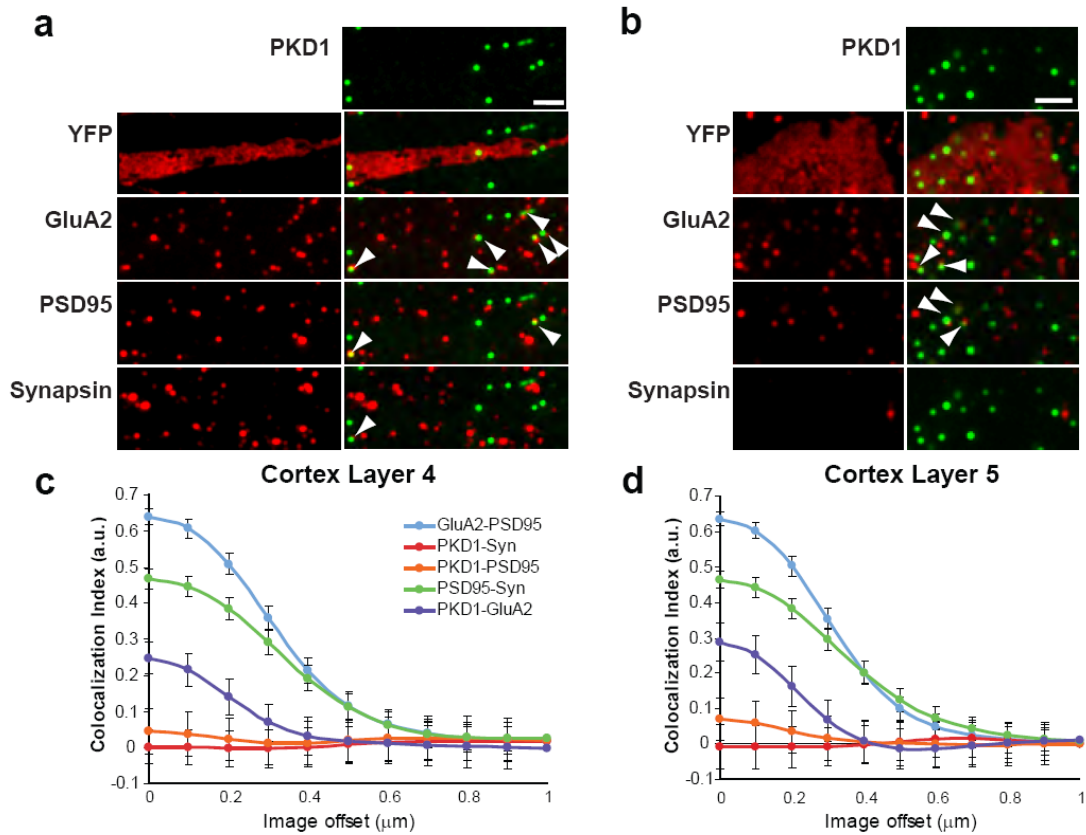 a
PKD1
YFP
GluA2
PSD95
Synapsin
b
PKD1
YFP
GluA2
PSD95
Synapsin
c
Cortex Layer 4
Colocalization Index (a.u.)
0.7
0.6
0.5
0.4
0.3
0.2
0.1
0
-0.1
GluA2-PSD95
PKD1-Syn
PKD1-PSD95
PSD95-Syn
PKD1-GluA2
0
0.2
0.4
0.6
0.8
1
Image offset (μm)
d
Cortex Layer 5
Colocalization Index (a.u.)
0.7
0.6
0.5
0.4
0.3
0.2
0.1
0
-0.1
0
0.2
0.4
0.6
0.8
1
Image offset (μm)